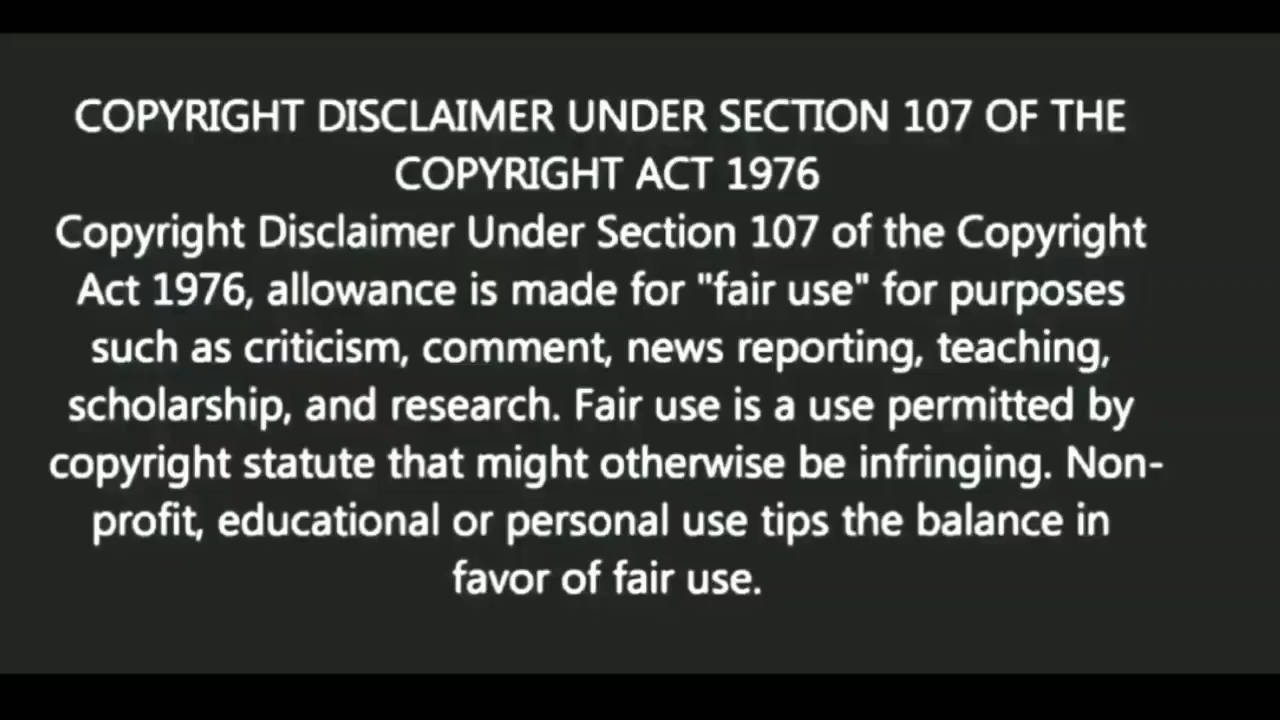 COPYRIGHT DISCLAIMER UNDER SECTION 107 OF THE
COPYRIGHT ACT 1976
Copyright Disclaimer Under Section 107 of the Copyright
Act 1976, allowance is made for "fair use" for purposes
such as criticism, comment, news reporting, teaching,
scholarship, and research. Fair use is a use permitted by
copyright statute that might otherwise be infringing. Non-
profit, educational or personal use tips the balance in
favor of fair use.